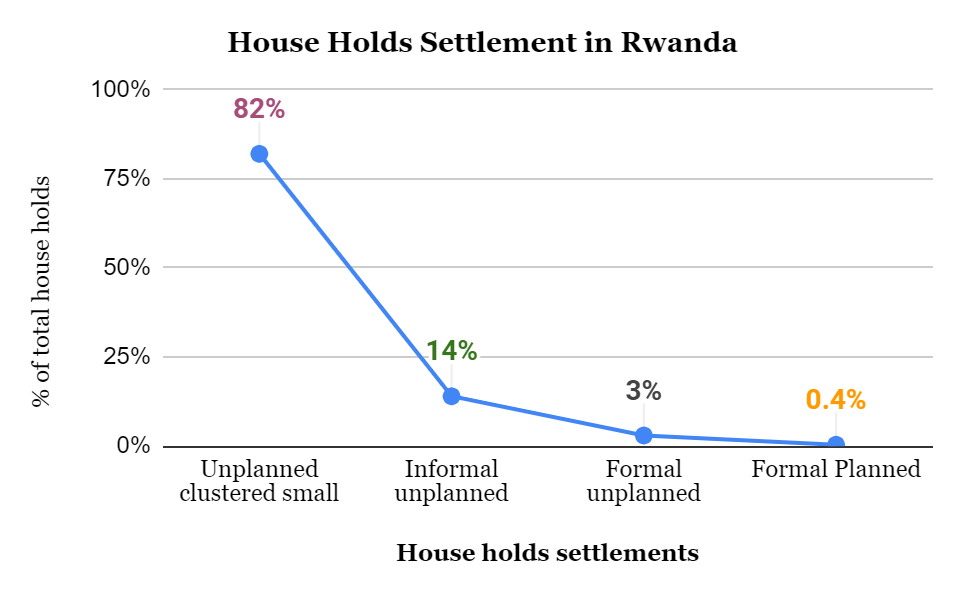 House Holds Settlement in Rwanda
% of total house holds
100%
75%
50%
25%
0%
82%
14%
3%
0.4%
Unplanned
clustered small
Informal
unplanned
Formal
unplanned
Formal Planned
House holds settlements